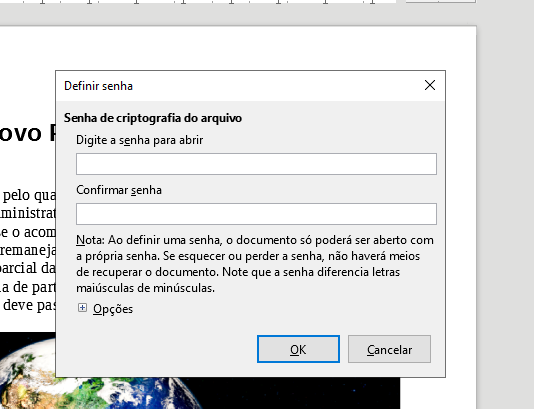 Definir senha
Senha de criptografia do arquivo
Digite a senha para abrir
Confirmar senha
Nota: Ao definir uma senha, o documento só poderá ser aberto com
a própria senha. Se esquecer ou perder a senha, não haverá meios
de recuperar o documento. Note que a senha diferencia letras
maiúsculas de minúsculas.
Opções
OK Cancelar
ovo P
pelo qua
ministrat
e o acom
remaneja
parcial da
a de part
deve pas